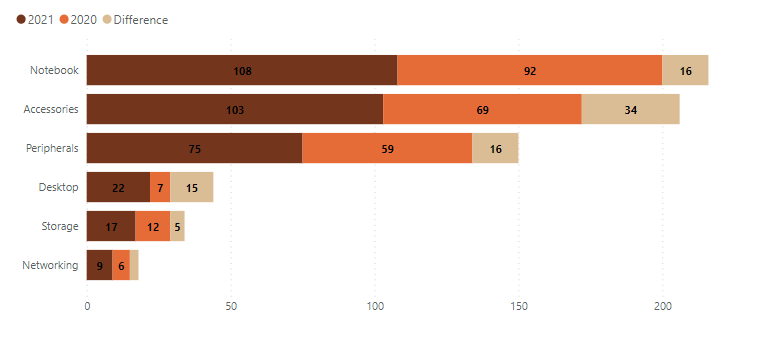 2021 2020 Difference
Notebook 108 92 16
Accessories 103 69 34
Peripherals 75 59 16
Desktop 22 7 15
Storage 17 12 5
Networking 9 6
0 50 100 150 200